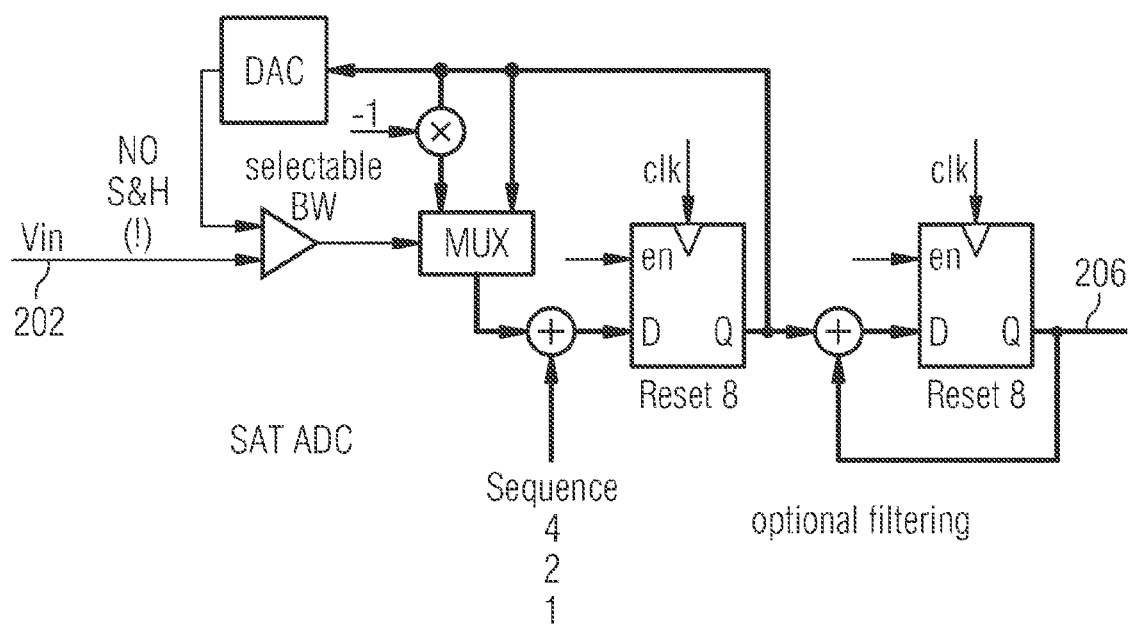 DAC
-1
×
NO
S&H
(!)
selectable
BW
clk
clk
Vin
202
MUX
en
en
206
+
D
Q
+
D
Q
Reset 8
Reset 8
SAT ADC
Sequence
4
2
1
optional filtering